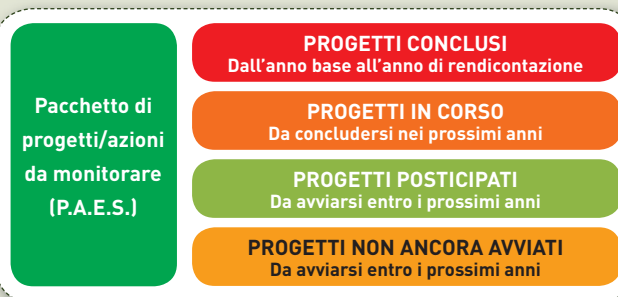 Pacchetto di
progetti/azioni
da monitorare
(P.A.E.S.)
PROGETTI CONCLUSI
Dall'anno base all'anno di rendicontazione
PROGETTI IN CORSO
Da concludersi nei prossimi anni
PROGETTI POSTICIPATI
Da avviarsi entro i prossimi anni
PROGETTI NON ANCORA AVVIATI
Da avviarsi entro i prossimi anni